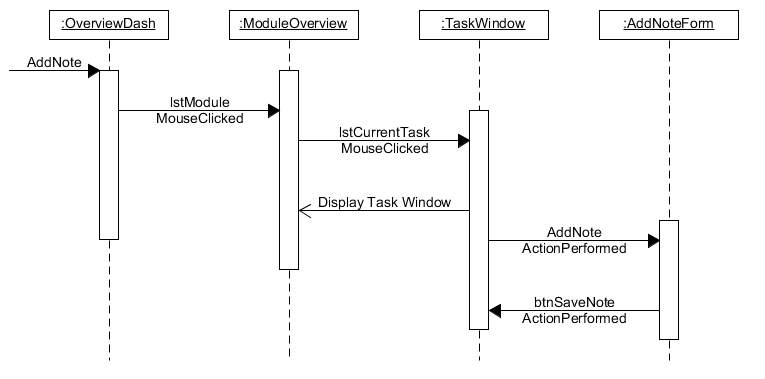 :OverviewDash
:ModuleOverview
:TaskWindow
:AddNoteForm
AddNote
lstModule
MouseClicked
lstCurrentTask
MouseClicked
Display Task Window
AddNote
ActionPerformed
btnSaveNote
ActionPerformed